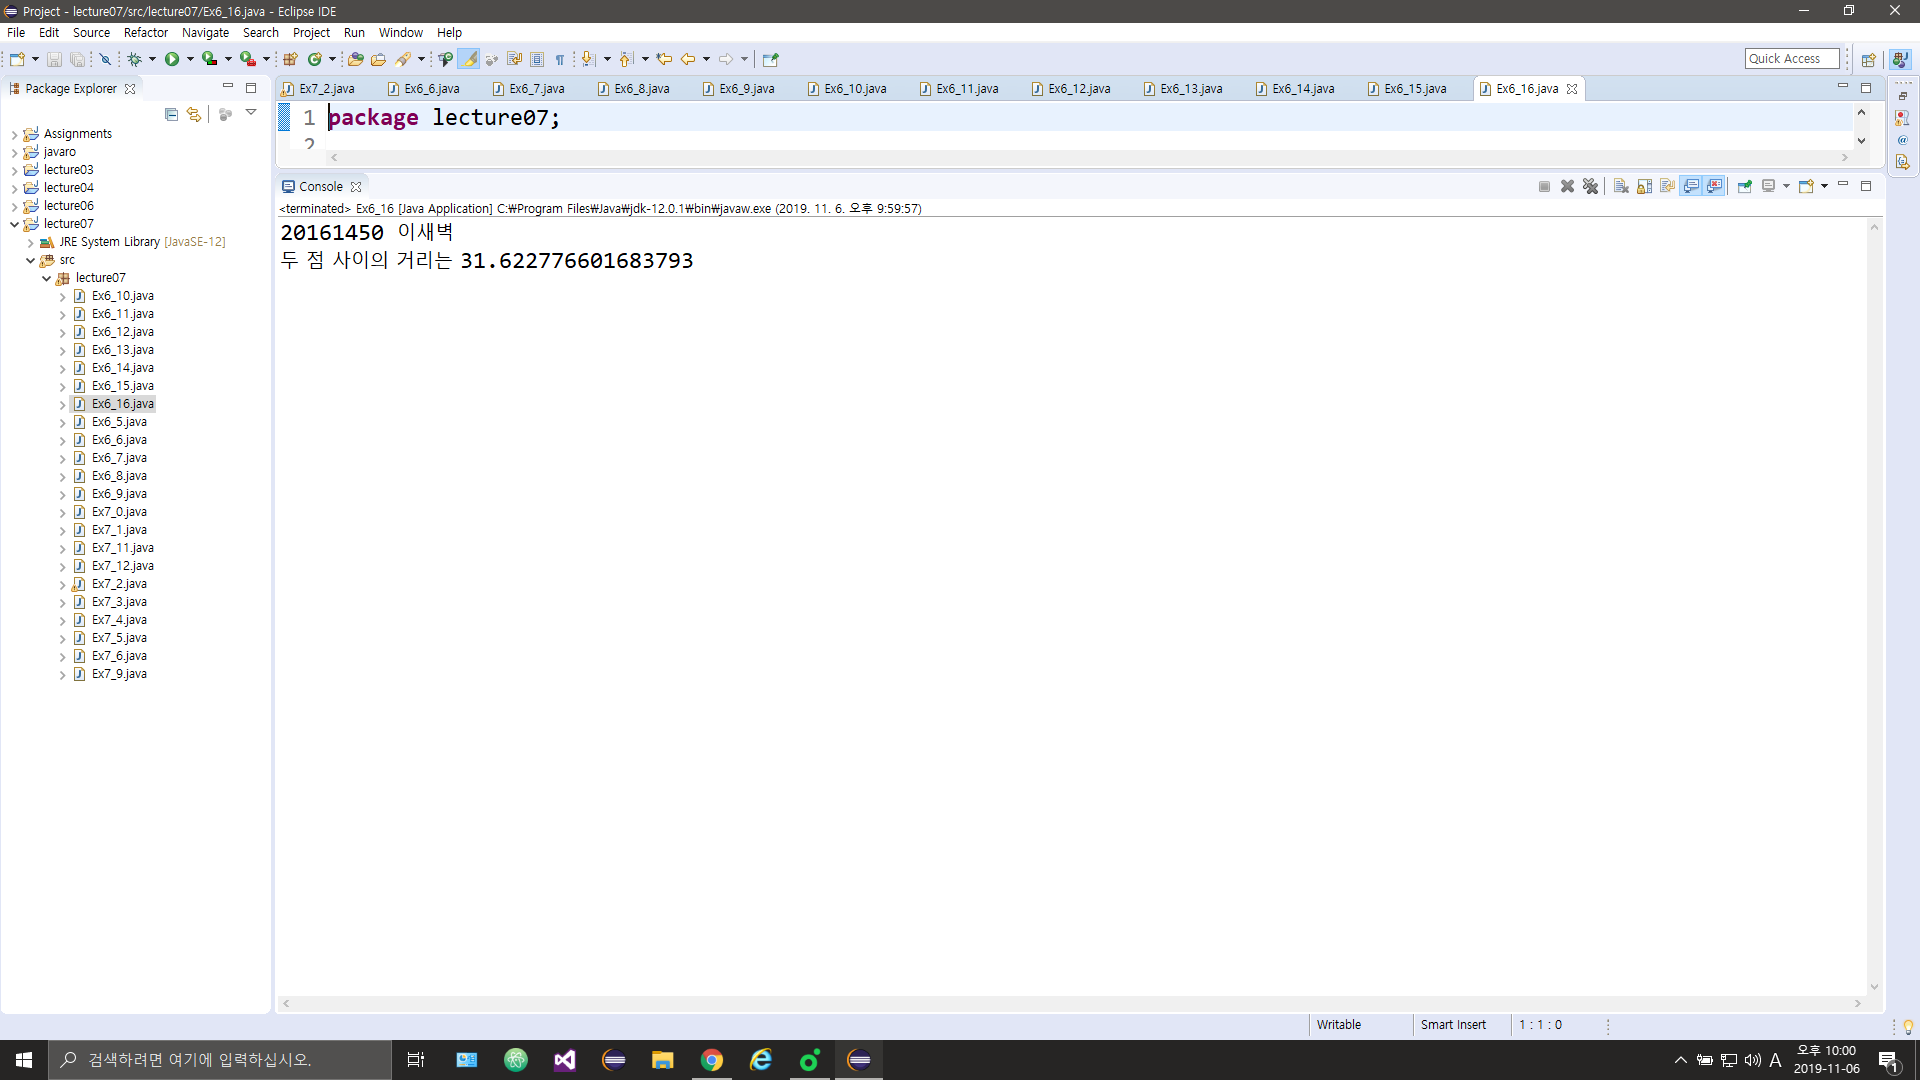 Project - lecture07/src/lecture07/Ex6_16.java - Eclipse IDE
File Edit Source Refactor Navigate Search Project Run Window Help
Quick Access
Package Explorer
Ex7_2.java Ex6_6.java Ex6_7.java Ex6_8.java Ex6_9.java Ex6_10.java Ex6_11.java Ex6_12.java Ex6_13.java Ex6_14.java Ex6_15.java Ex6_16.java
1 package lecture07;
2
Assignments
javaro
lecture03
lecture04
lecture06
lecture07
JRE System Library [JavaSE-12]
src
lecture07
Ex6_10.java
Ex6_11.java
Ex6_12.java
Ex6_13.java
Ex6_14.java
Ex6_15.java
Ex6_16.java
Ex6_5.java
Ex6_6.java
Ex6_7.java
Ex6_8.java
Ex6_9.java
Ex7_0.java
Ex7_1.java
Ex7_11.java
Ex7_12.java
Ex7_2.java
Ex7_3.java
Ex7_4.java
Ex7_5.java
Ex7_6.java
Ex7_9.java
Console
<terminated> Ex6_16 [Java Application] C:₩Program Files₩Java₩jdk-12.0.1₩bin₩javaw.exe (2019. 11. 6. 오후 9:59:57)
20161450 이새벽
두 점 사이의 거리는 31.622776601683793
Writable Smart Insert 1 : 1 : 0
검색하려면 여기에 입력하십시오.
A
오후 10:00
2019-11-06
1